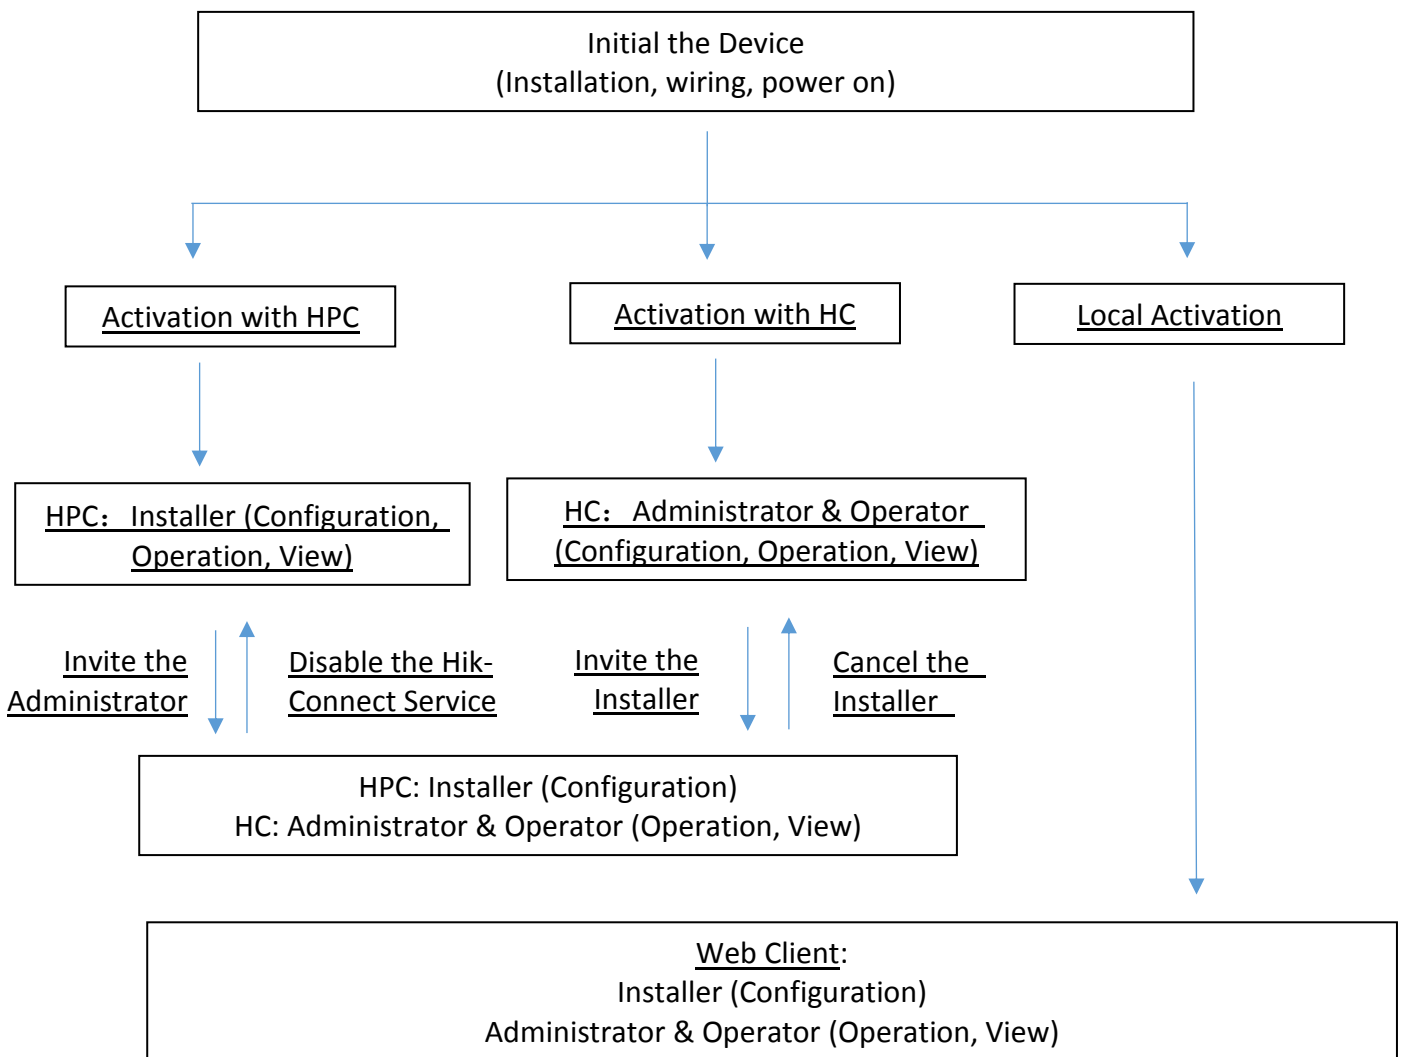 Initial the Device
(Installation, wiring, power on)
Activation with HPC
Activation with HC
Local Activation
HPC： Installer (Configuration,
Operation, View)
HC： Administrator & Operator
(Configuration, Operation, View)
Invite the
Administrator
Disable the Hik-
Connect Service
Invite the
Installer
Cancel the
Installer
HPC: Installer (Configuration)
HC: Administrator & Operator (Operation, View)
Web Client:
Installer (Configuration)
Administrator & Operator (Operation, View)